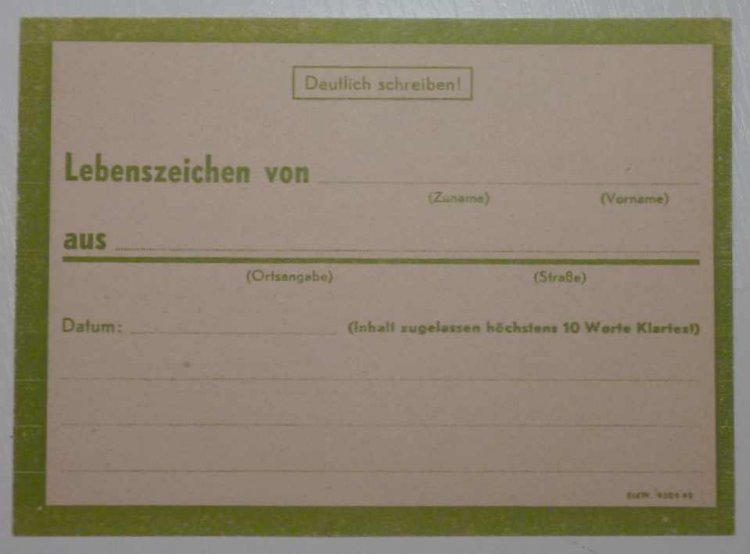 Deutlich schreiben!
Lebenszeichen von
(Zuname) (Vorname)
aus
(Ortsangabe) (Straße)
Datum: (Inhalt zugelassen höchstens 10 Worte Klartext)